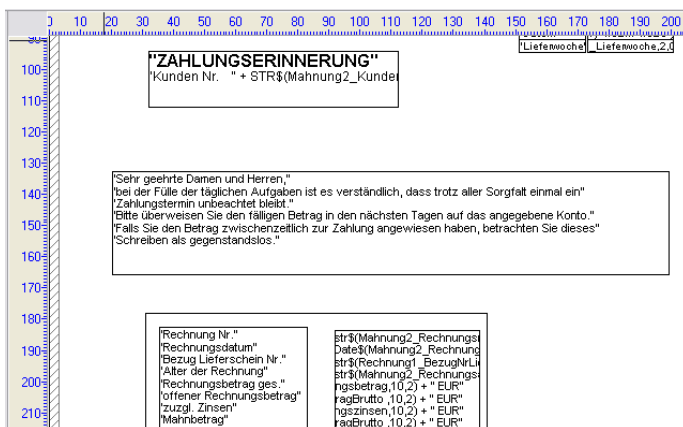 0 10 20 30 40 50 60 70 80 90 100 110 120 130 140 150 160 170 180 190 200
90
"Lieferwoche" _Lieferwoche,2,0
100
"ZAHLUNGSERINNERUNG"
"Kunden Nr. " + STR$(Mahnung2_Kunden
110
120
130
"Sehr geehrte Damen und Herren,"
140
"bei der Fülle der täglichen Aufgaben ist es verständlich, dass trotz aller Sorgfalt einmal ein"
"Zahlungstermin unbeachtet bleibt."
"Bitte überweisen Sie den fälligen Betrag in den nächsten Tagen auf das angegebene Konto."
150
"Falls Sie den Betrag zwischenzeitlich zur Zahlung angewiesen haben, betrachten Sie dieses"
"Schreiben als gegenstandslos."
160
170
180
"Rechnung Nr." str$(Mahnung2_Rechnungs
"Rechnungsdatum" Date$(Mahnung2_Rechnung
190
"Bezug Lieferschein Nr." str$(Rechnung1_BezugNrLi
"Alter der Rechnung" str$(Mahnung2_Rechnungs
"Rechnungsbetrag ges." ngsbetrag,10,2) + " EUR"
200
"offener Rechnungsbetrag" ragBrutto ,10,2) + " EUR"
"zuzgl. Zinsen" ngszinsen,10,2) + " EUR"
210
"Mahnbetrag" ragBrutto ,10,2) + " EUR"